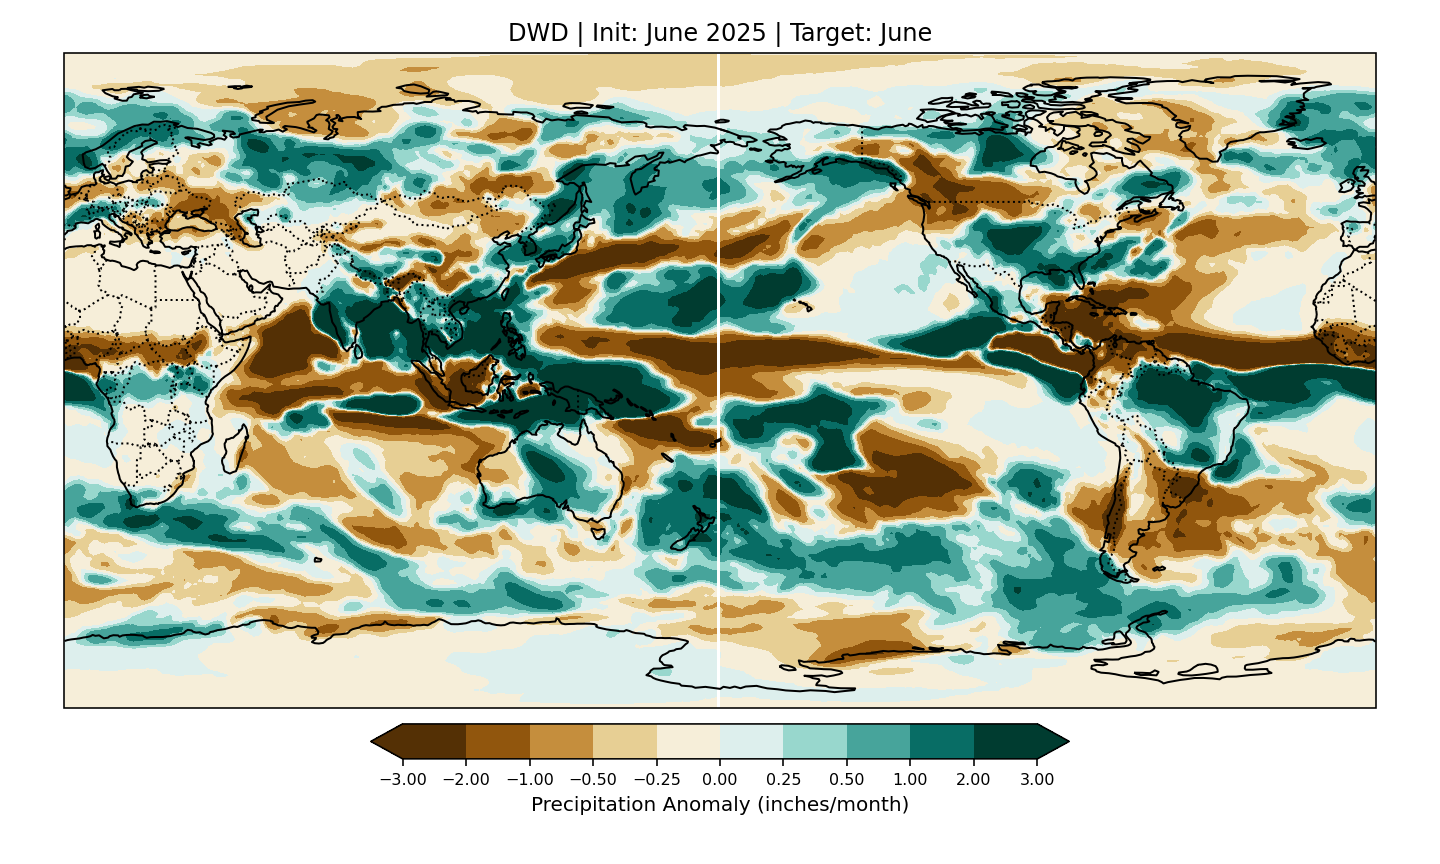 DWD | Init: June 2025 | Target: June
−3.00 −2.00 −1.00 −0.50 −0.25 0.00 0.25 0.50 1.00 2.00 3.00
Precipitation Anomaly (inches/month)